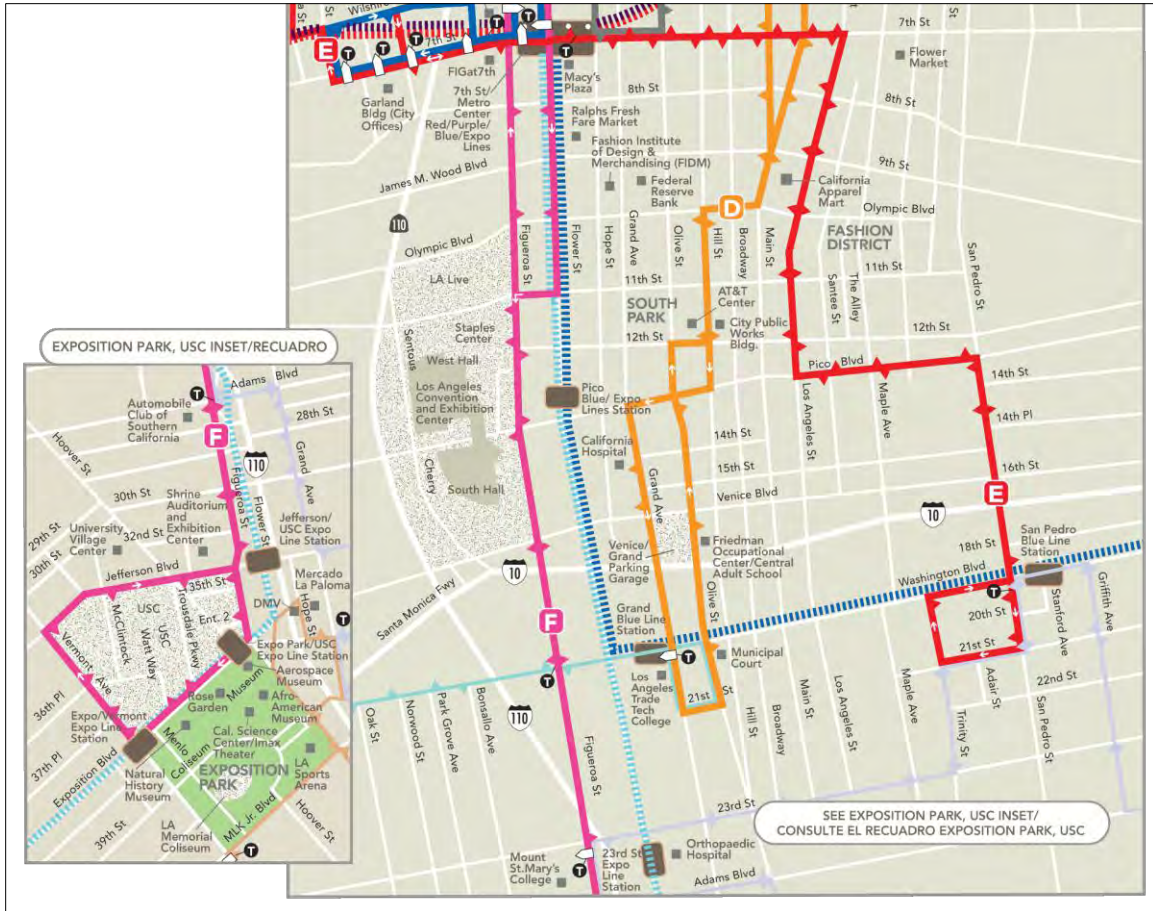 Wilshire
7th St
7th St
7th St
E
T
T
T
T
T
FIGat7th
Macy's
Plaza
Flower
Market
Garland
Bldg (City
Offices)
7th St/
Metro
Center
Red/Purple/
Blue/Expo
Lines
8th St
8th St
Ralphs Fresh
Fare Market
James M. Wood Blvd
Fashion Institute
of Design &
Merchandising (FIDM)
Federal
Reserve
Bank
9th St
California
Apparel
Mart
D
Olympic Blvd
110
Olympic Blvd
Figueroa St
Flower St
Hope St
Grand Ave
Olive St
Hill St
Broadway
Main St
FASHION
DISTRICT
San Pedro St
LA Live
11th St
11th St
Santee St
The Alley
SOUTH
PARK
AT&T
Center
City Public
Works
Bldg.
Staples
Center
12th St
12th St
Sentous
West Hall
Pico Blvd
Los Angeles
Convention
and Exhibition
Center
Pico
Blue/ Expo
Lines Station
14th St
Los Angeles St
Maple Ave
14th Pl
California
Hospital
14th St
15th St
16th St
Cherry
South Hall
Grand Ave
Venice Blvd
E
10
10
Venice/
Grand
Parking
Garage
Friedman
Occupational
Center/Central
Adult School
18th St
San Pedro
Blue Line
Station
Washington Blvd
T
Santa Monica Fwy
F
Grand
Blue Line
Station
Olive St
20th St
Stanford Ave
Griffith Ave
T
T
Municipal
Court
21st St
Los
Angeles
Trade
Tech
College
21st St
22nd St
110
Oak St
Norwood St
Park Grove Ave
Bonsallo Ave
Figueroa St
Hill St
Broadway
Main St
Los Angeles St
Maple Ave
Trinity St
Adair St
San Pedro St
23rd St
SEE EXPOSITION PARK, USC INSET/
CONSULTE EL RECUADRO EXPOSITION PARK, USC
Mount
St.Mary's
College
T
23rd St
Expo
Line
Station
Orthopaedic
Hospital
Adams Blvd
EXPOSITION PARK, USC INSET/RECUADRO
Adams Blvd
T
Automobile
Club of
Southern
California
28th St
F
Hoover St
110
Figueroa St
Flower St
Grand Ave
30th St
Shrine
Auditorium
and
Exhibition
Center
29th St
30th St
University
Village
Center
32nd St
Jefferson/
USC Expo
Line Station
Jefferson Blvd
35th St
Mercado
La Paloma
USC
McClintock
USC
Watt Way
Trousdale Pkwy
Ent. 2
DMV
Hope St
T
Vermont Ave
Expo Park/USC
Expo Line Station
Aerospace
Museum
Museum
36th Pl
Rose
Garden
Afro-
American
Museum
Expo/Vermont
Expo Line
Station
Menlo
Cal. Science
Center/Imax
Theater
Coliseum
37th Pl
Exposition Blvd
EXPOSITION
PARK
LA
Sports
Arena
Natural
History
Museum
39th St
LA
Memorial
Coliseum
MLK Jr. Blvd
Hoover St
T